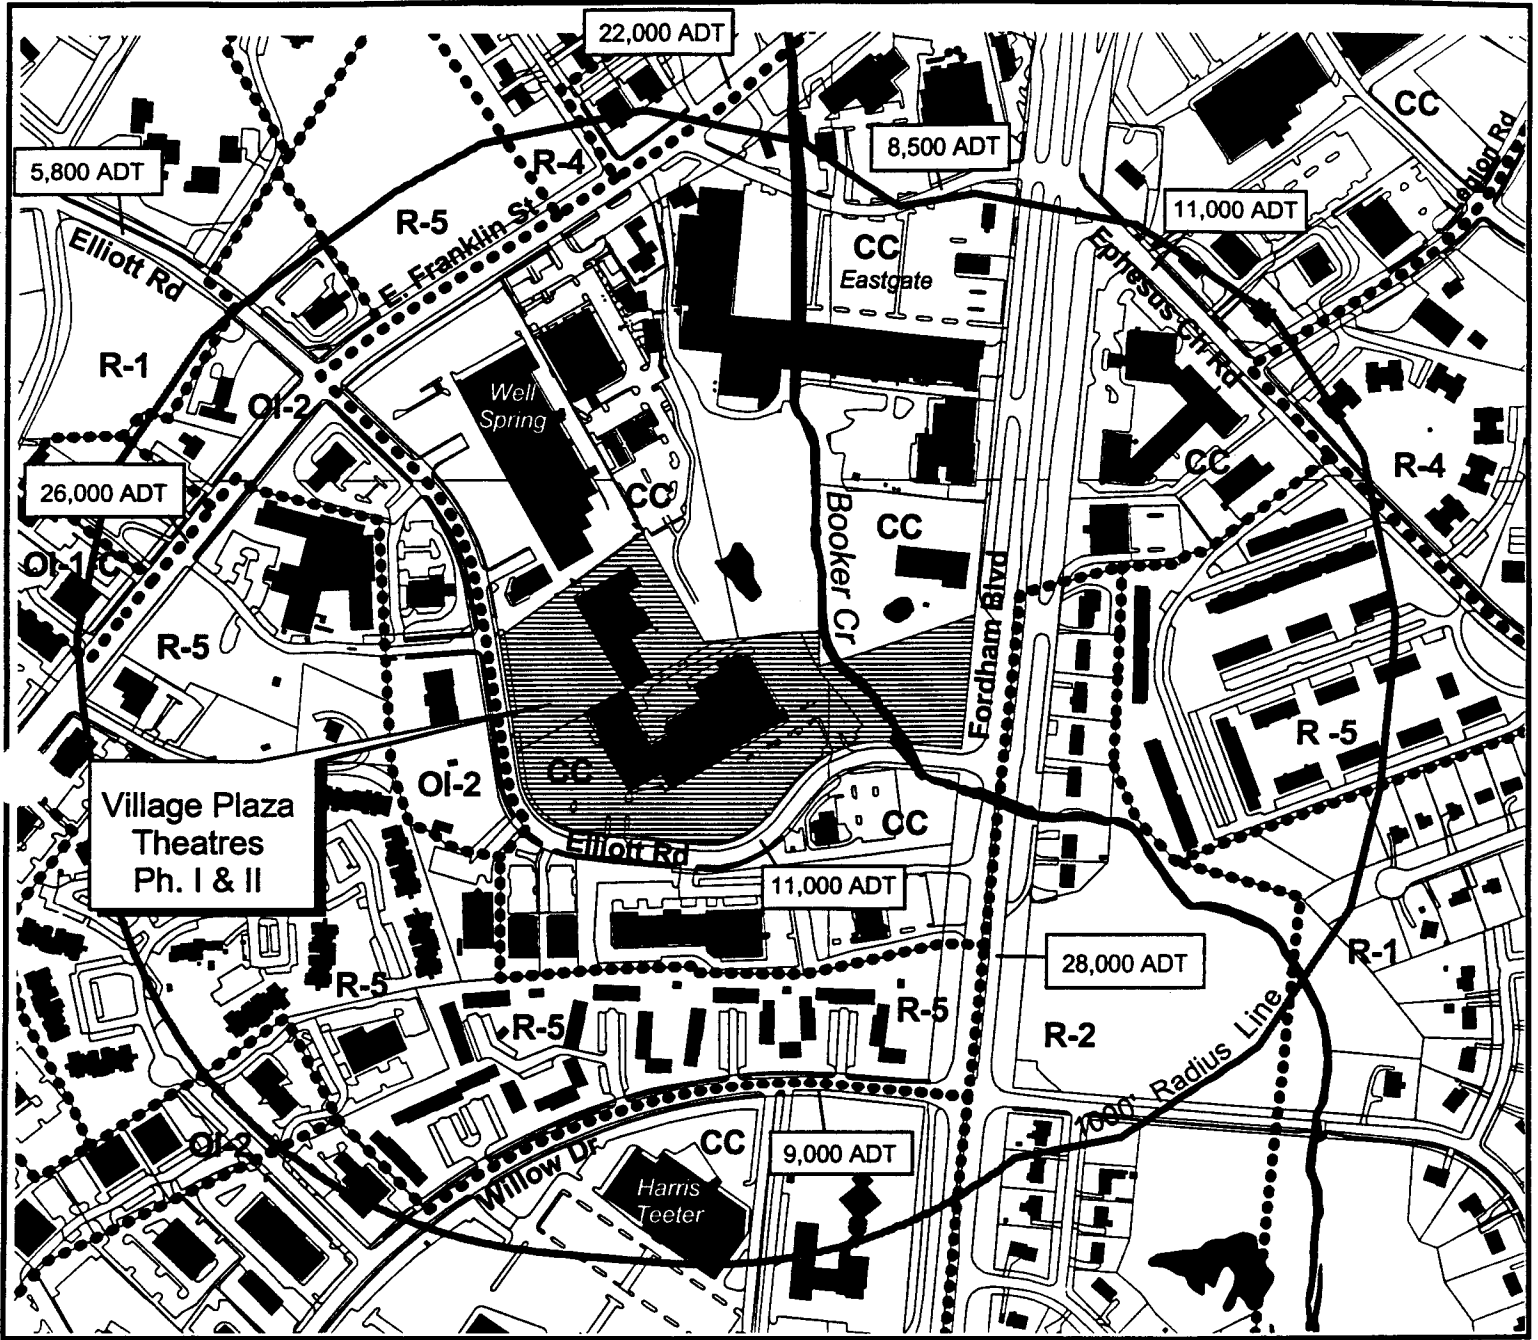 22,000 ADT
CC
8,500 ADT
5,800 ADT
R-4
11,000 ADT
R-5
Elliott Rd
E. Franklin St
CC
Eastgate
Ephesus Ch Rd
R-1
OI-2
Well
Spring
26,000 ADT
CC
CC
R-4
CC
Booker Cr
OI-1-C
Fordham Blvd
R-5
R-5
CC
OI-2
Village Plaza
Theatres
Ph. I & II
CC
Elliott Rd
11,000 ADT
28,000 ADT
R-1
R-5
R-5
R-5
R-2
1000' Radius Line
OI-2
CC
9,000 ADT
Willow Dr
Harris
Teeter